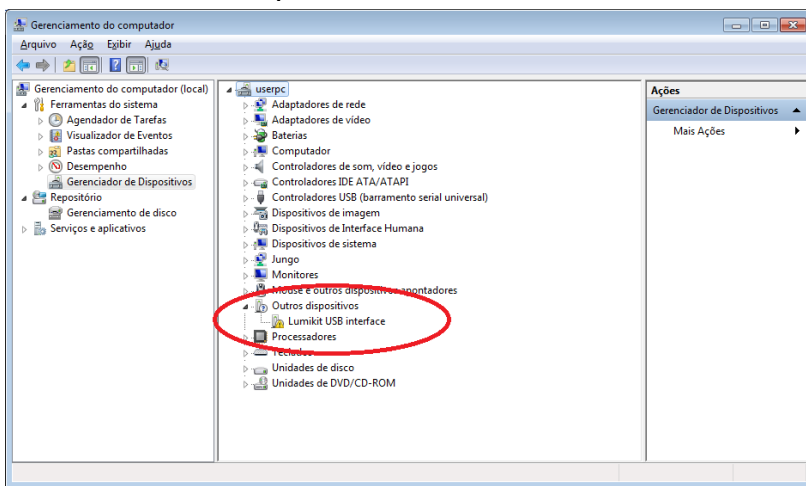 Gerenciamento do computador
Arquivo Ação Exibir Ajuda
Gerenciamento do computador (local)
Ferramentas do sistema
Agendador de Tarefas
Visualizador de Eventos
Pastas compartilhadas
Desempenho
Gerenciador de Dispositivos
Repositório
Gerenciamento de disco
Serviços e aplicativos
userpc
Adaptadores de rede
Adaptadores de vídeo
Baterias
Computador
Controladores de som, vídeo e jogos
Controladores IDE ATA/ATAPI
Controladores USB (barramento serial universal)
Dispositivos de imagem
Dispositivos de Interface Humana
Dispositivos de sistema
Jungo
Monitores
Mouse e outros dispositivos apontadores
Outros dispositivos
Lumikit USB interface
Processadores
Teclados
Unidades de disco
Unidades de DVD/CD-ROM
Ações
Gerenciador de Dispositivos
Mais Ações